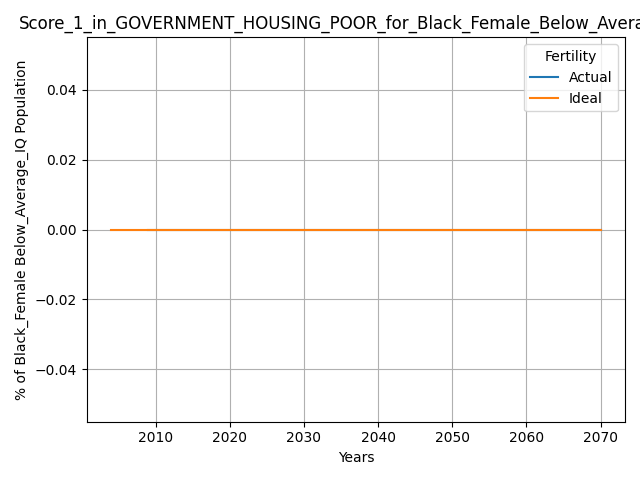 Score_1_in_GOVERNMENT_HOUSING_POOR_for_Black_Female_Below_Avera
Fertility
Actual
Ideal
% of Black_Female Below_Average_IQ Population
0.04
0.02
0.00
−0.02
−0.04
2010 2020 2030 2040 2050 2060 2070
Years